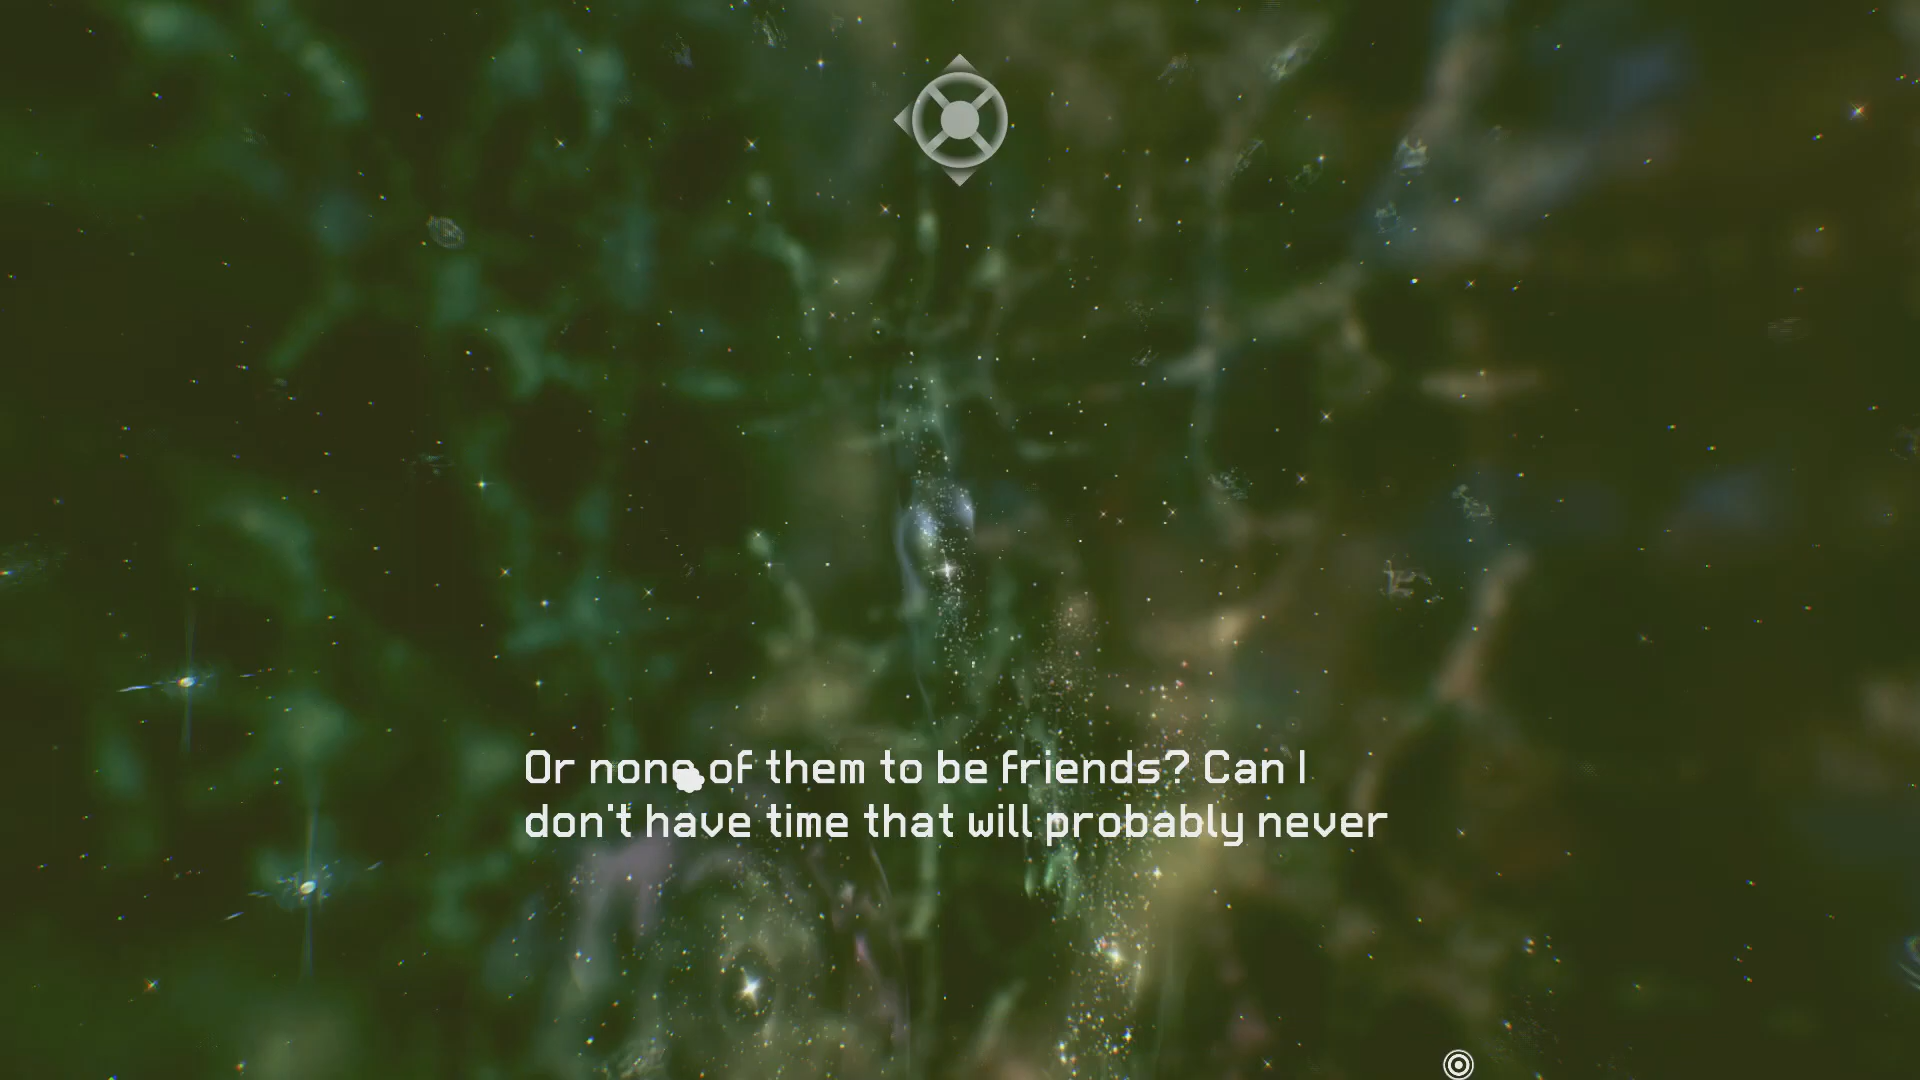 Or none of them to be friends? Can I
don't have time that will probably never